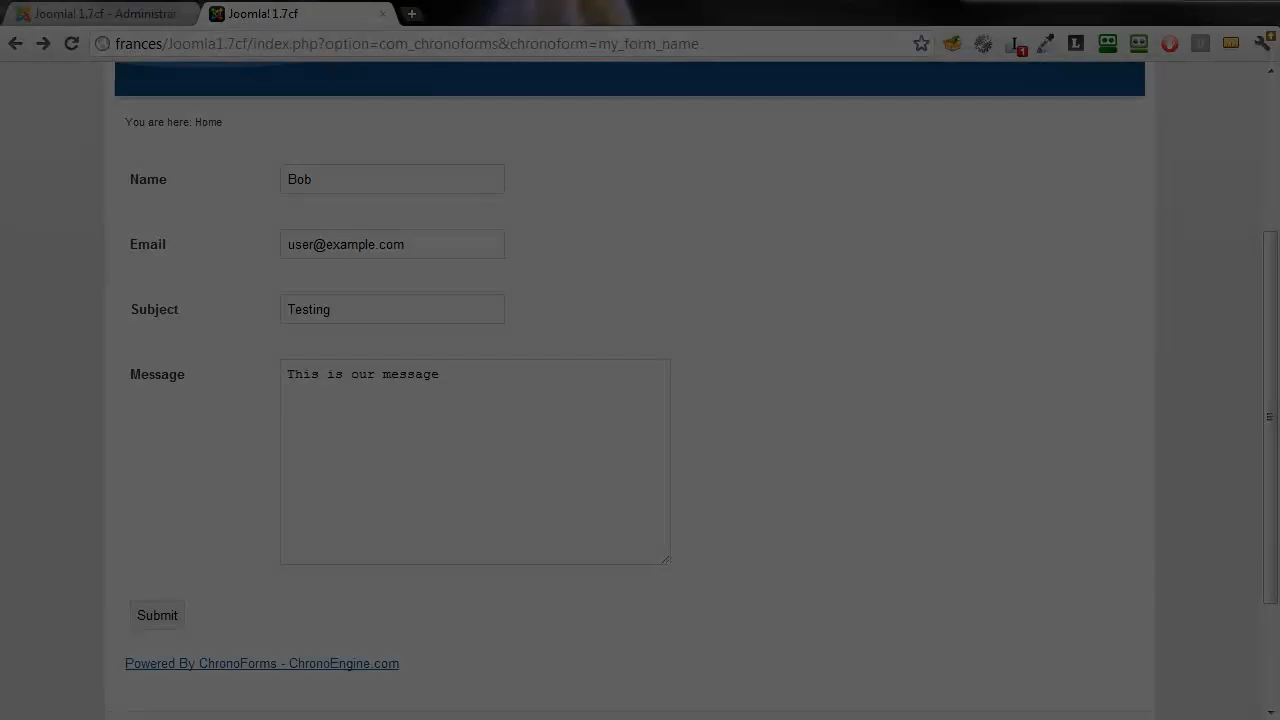 Joomla! 1.7cf - Administrat
Joomla! 1.7cf
frances/Joomla1.7cf/index.php?option=com_chronoforms&chronoform=my_form_name
1
You are here: Home
Name
Bob
Email
user@example.com
Subject
Testing
Message
This is our message
Submit
Powered By ChronoForms - ChronoEngine.com